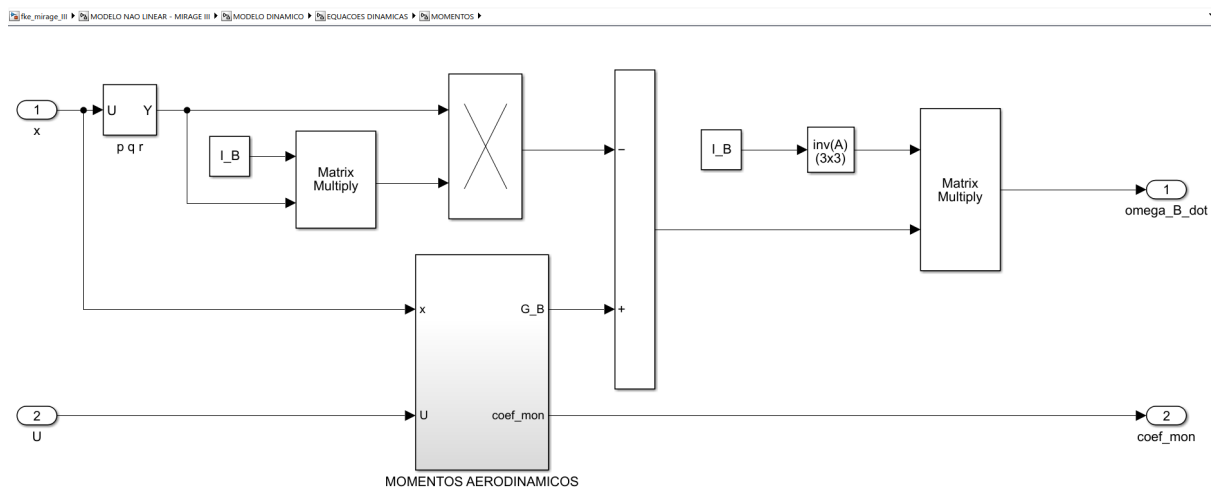 fke_mirage_III MODELO NAO LINEAR - MIRAGE III MODELO DINAMICO EQUACOES DINAMICAS MOMENTOS
1
x
U Y
p q r
I_B
Matrix
Multiply
−
+
I_B
inv(A)
(3x3)
Matrix
Multiply
1
omega_B_dot
x
G_B
U
coef_mon
MOMENTOS AERODINAMICOS
2
U
2
coef_mon